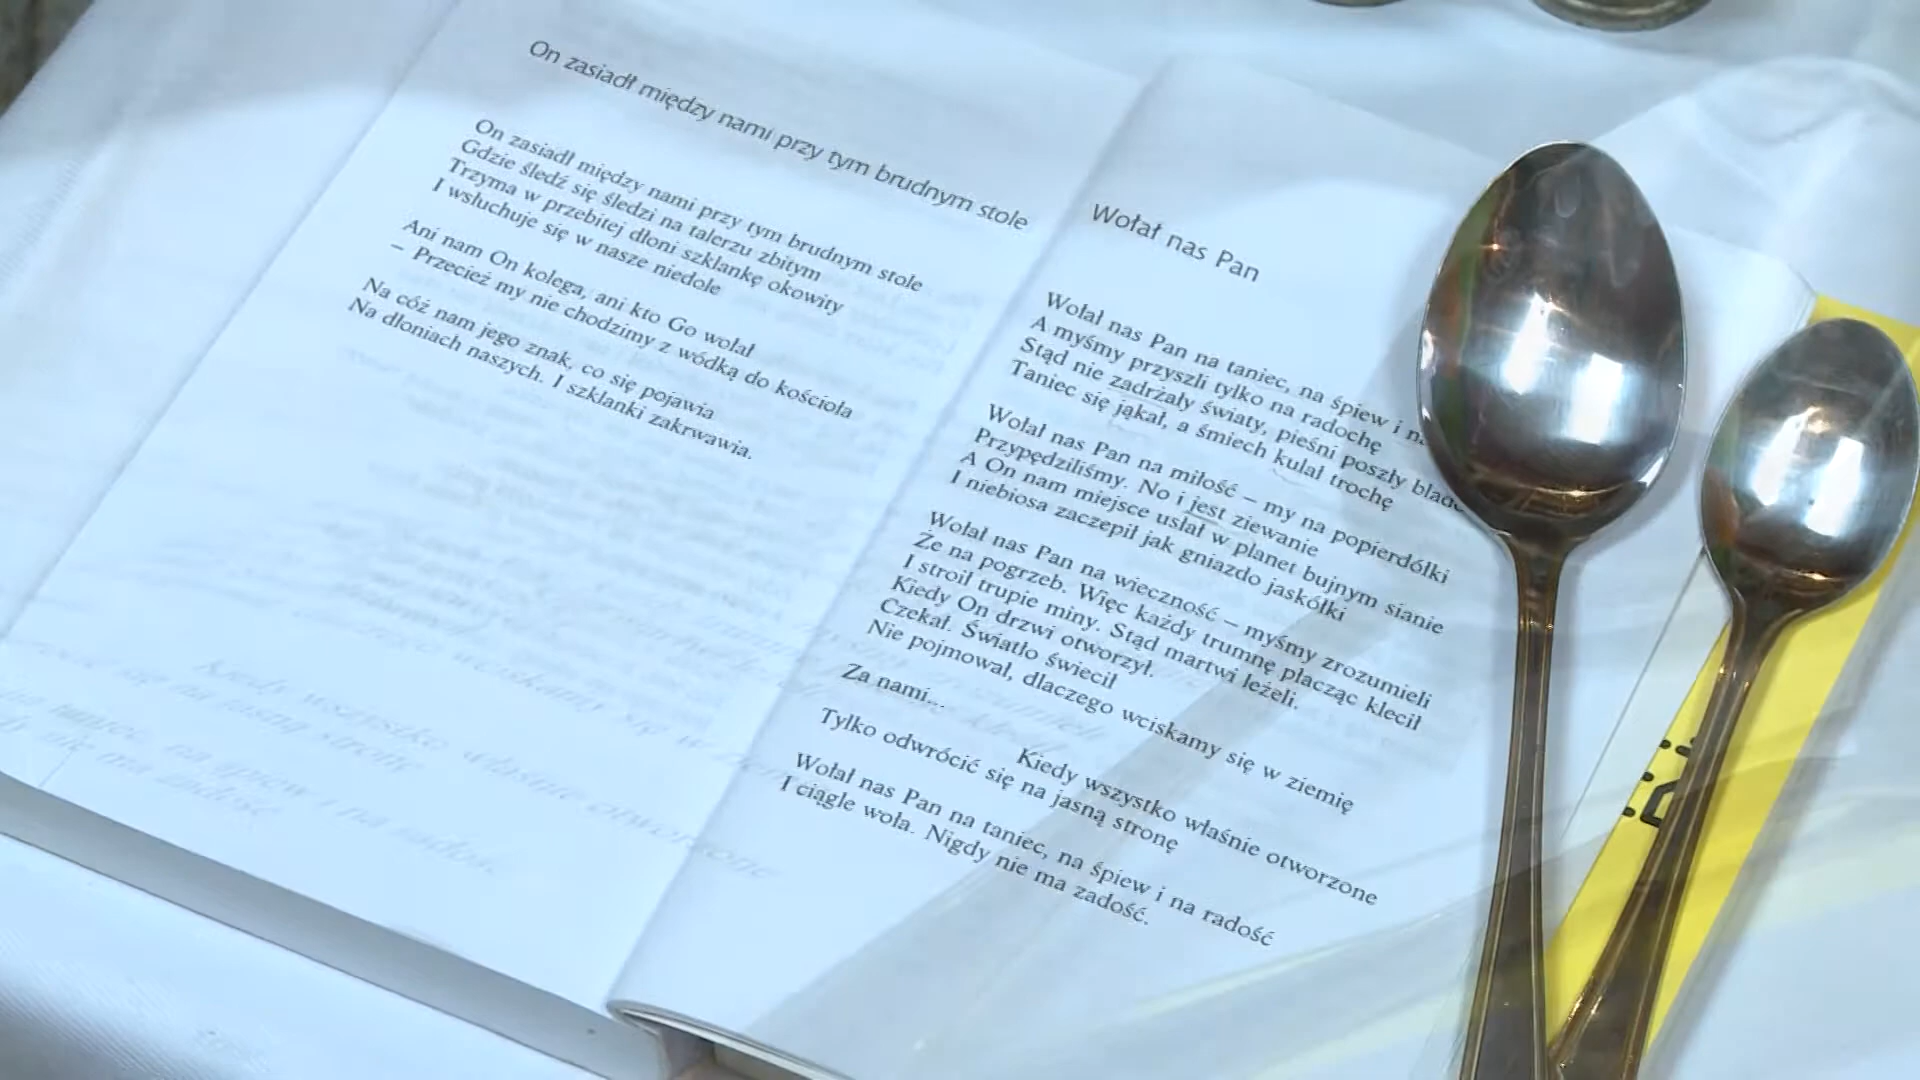 On zasiadł między nami przy tym brudnym stole
On zasiadł między nami przy tym brudnym stole
Gdzie śledź się śledzi na talerzu zbitym
Trzyma w przebitej dłoni szklankę okowity
I wsłuchuje się w nasze niedole
Ani nam On kolega, ani kto Go wołał
– Przecież my nie chodzimy z wódką do kościoła
Na cóż nam jego znak, co się pojawia
Na dłoniach naszych. I szklanki zakrwawia.
Wołał nas Pan
Wołał nas Pan na taniec, na śpiew i
A myśmy przyszli tylko na radochę
Stąd nie zadrżały światy, pieśni poszły
Taniec się jąkał, a śmiech kulał trochę
Wołał nas Pan na miłość – my na popierdółki
Przypędziliśmy. No i jest ziewanie
A On nam miejsce usłał w planet bujnym sianie
I niebiosa zaczepił jak gniazdo jaskółki
Wołał nas Pan na wieczność – myśmy zrozumieli
Że na pogrzeb. Więc każdy trumnę płacząc klecił
I stroił trupie miny. Stąd martwi leżeli.
Kiedy On drzwi otworzył.
Czekał. Światło świecił
Nie pojmował, dlaczego wciskamy się w ziemię
Za nami...
Kiedy wszystko właśnie otworzone
Tylko odwrócić się na jasną stronę
Wołał nas Pan na taniec, na śpiew i na radość
I ciągle woła. Nigdy nie ma zadość.